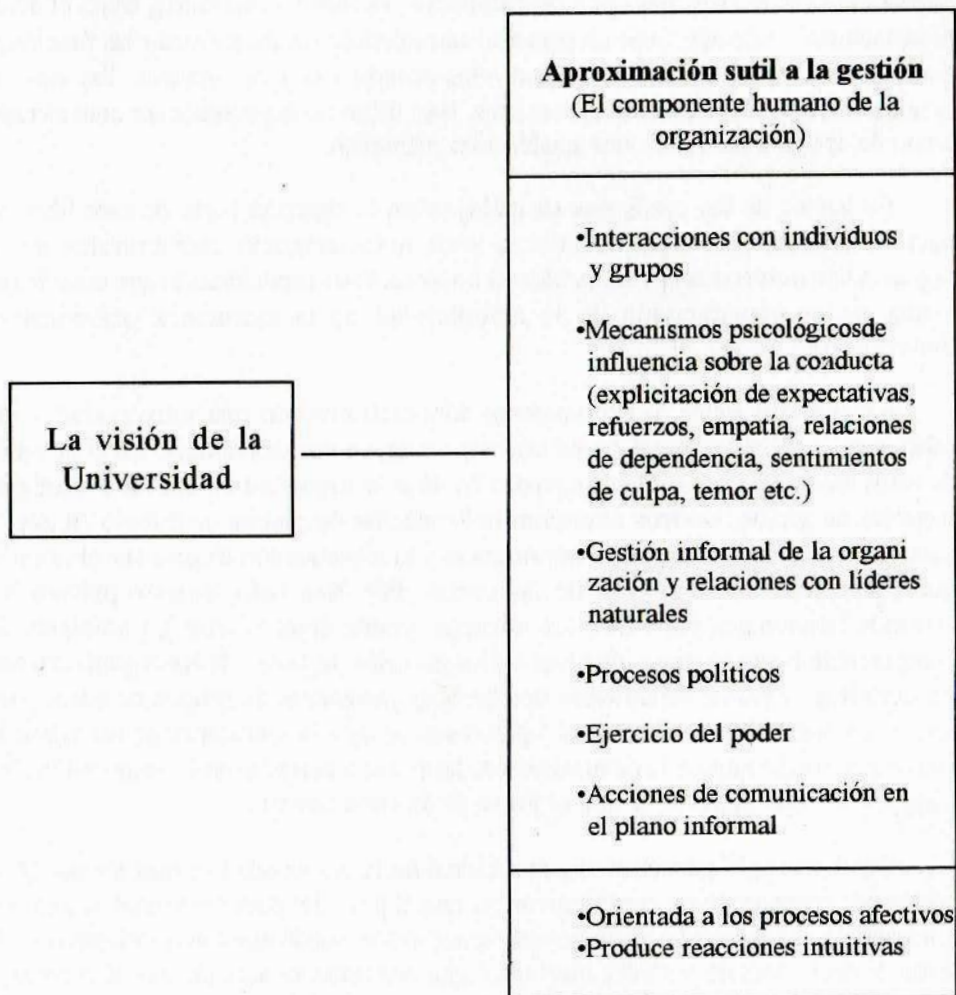 Aproximación sutil a la gestión
(El componente humano de la
organización)
•Interacciones con individuos
y grupos
•Mecanismos psicológicosde
influencia sobre la conducta
(explicitación de expectativas,
refuerzos, empatía, relaciones
de dependencia, sentimientos
de culpa, temor etc.)
•Gestión informal de la organi
zación y relaciones con líderes
naturales
•Procesos políticos
•Ejercicio del poder
•Acciones de comunicación en
el plano informal
•Orientada a los procesos afectivos
•Produce reacciones intuitivas
La visión de la
Universidad